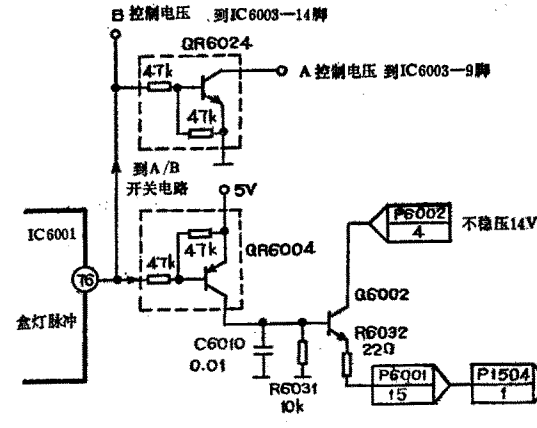 B 控制电压 到IC6003—14脚
QR6024
47k
A 控制电压 到IC6003—9脚
47k
到A/B
开关电路
5V
IC6001
47k
QR6004
47k
76
盒灯脉冲
P6002
4
不稳压14V
Q6002
C6010
0.01
R6031
10k
R6032
22Ω
P6001
15
P1504
1